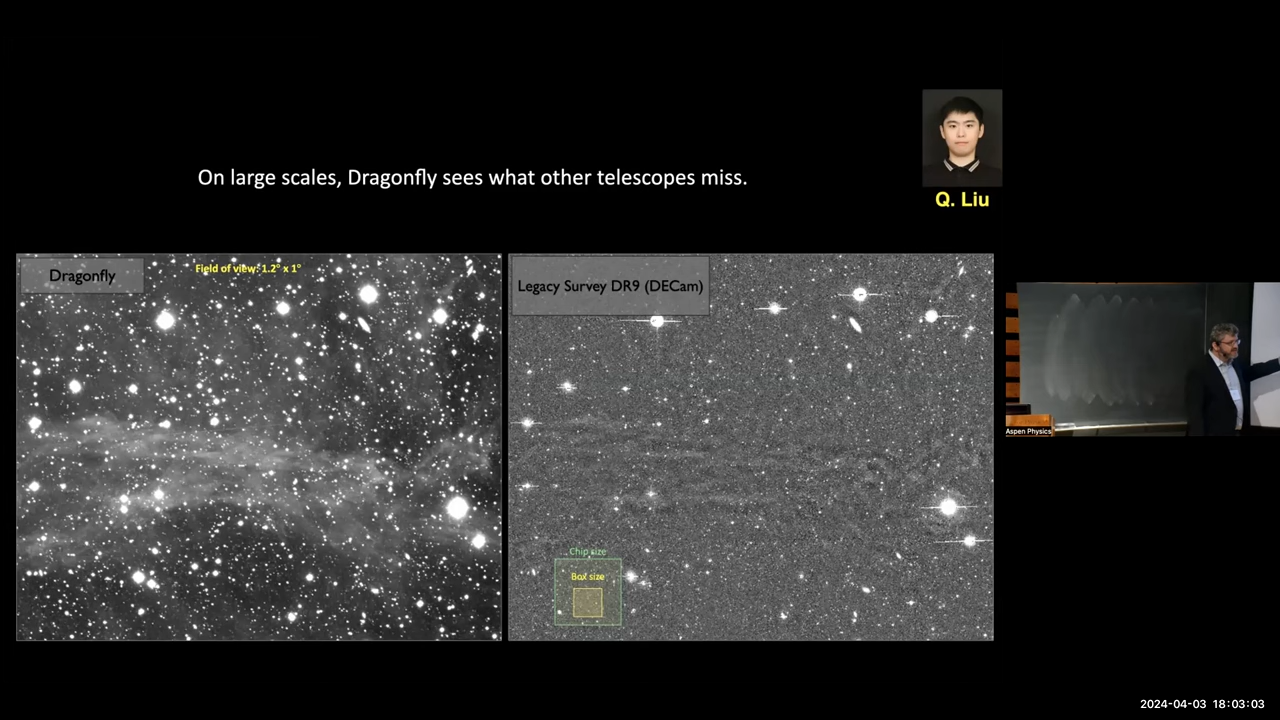 On large scales, Dragonfly sees what other telescopes miss.
Q. Liu
Dragonfly
Field of view: 1.2° x 1°
Legacy Survey DR9 (DECam)
Chip size
Box size
Aspen Physics
2024-04-03 18:03:03